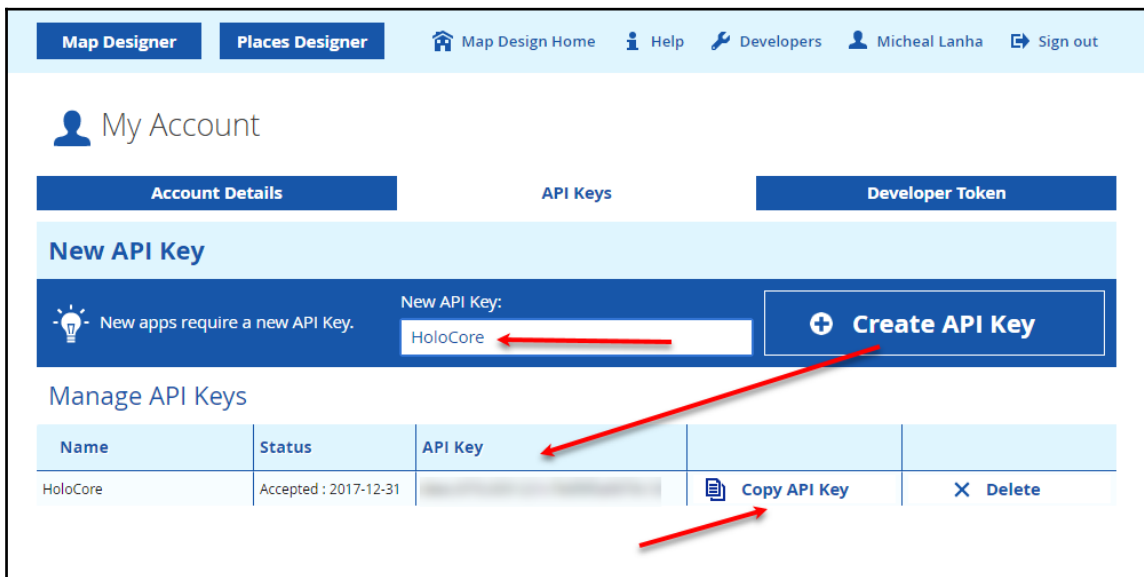 Map Designer Places Designer Map Design Home Help Developers Micheal Lanha Sign out
My Account
Account Details API Keys Developer Token
New API Key
New API Key:
New apps require a new API Key.
HoloCore
Create API Key
Manage API Keys
Name Status API Key
HoloCore Accepted : 2017-12-31 Copy API Key Delete